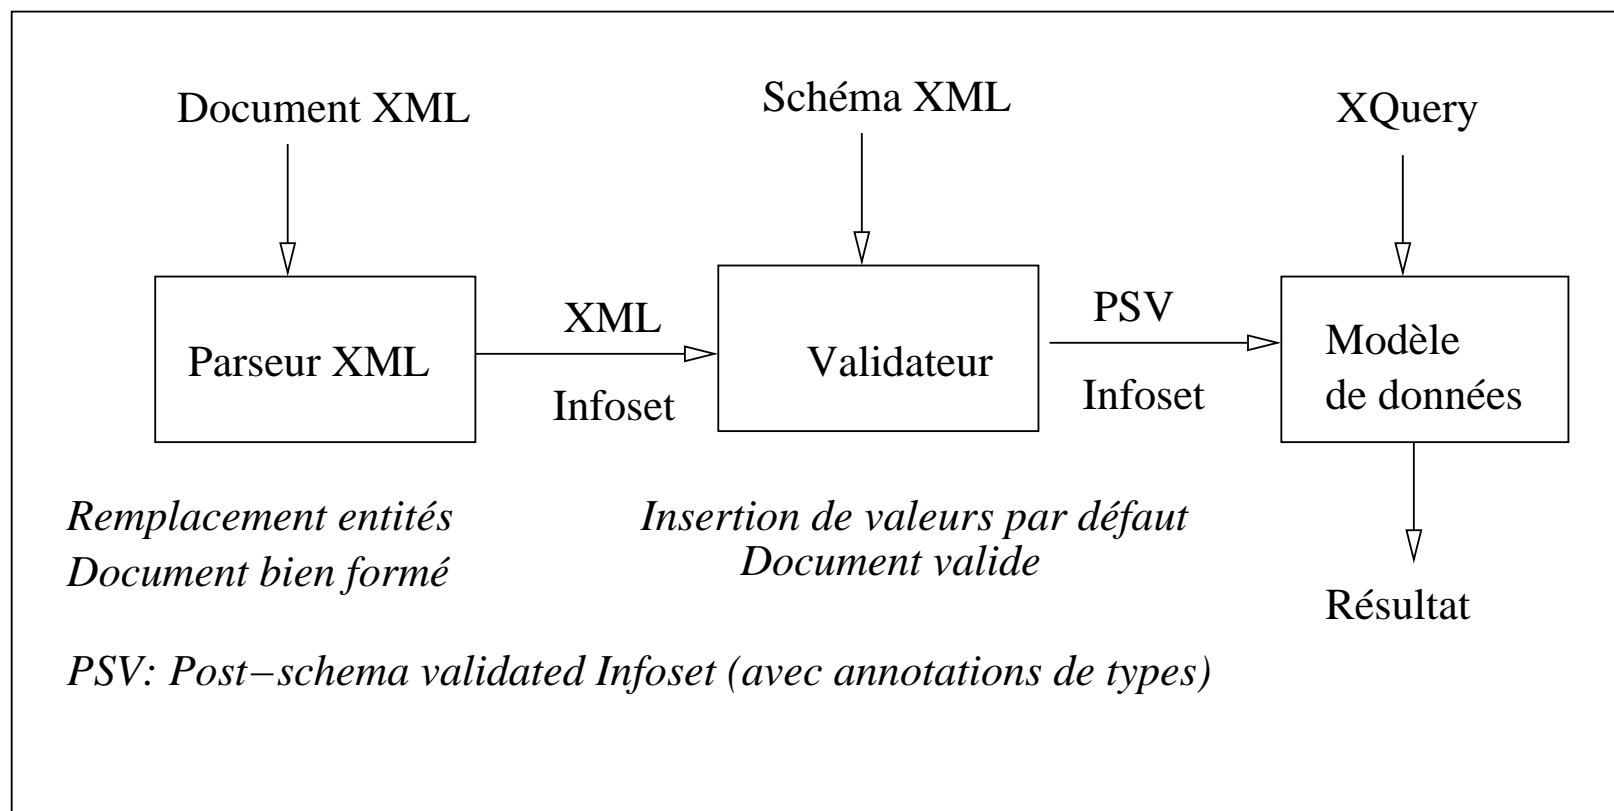 Document XML
Schéma XML
XQuery
Parseur XML
XML
Infoset
Validateur
PSV
Infoset
Modèle
de données
Remplacement entités
Document bien formé
Insertion de valeurs par défaut
Document valide
Résultat
PSV: Post−schema validated Infoset (avec annotations de types)